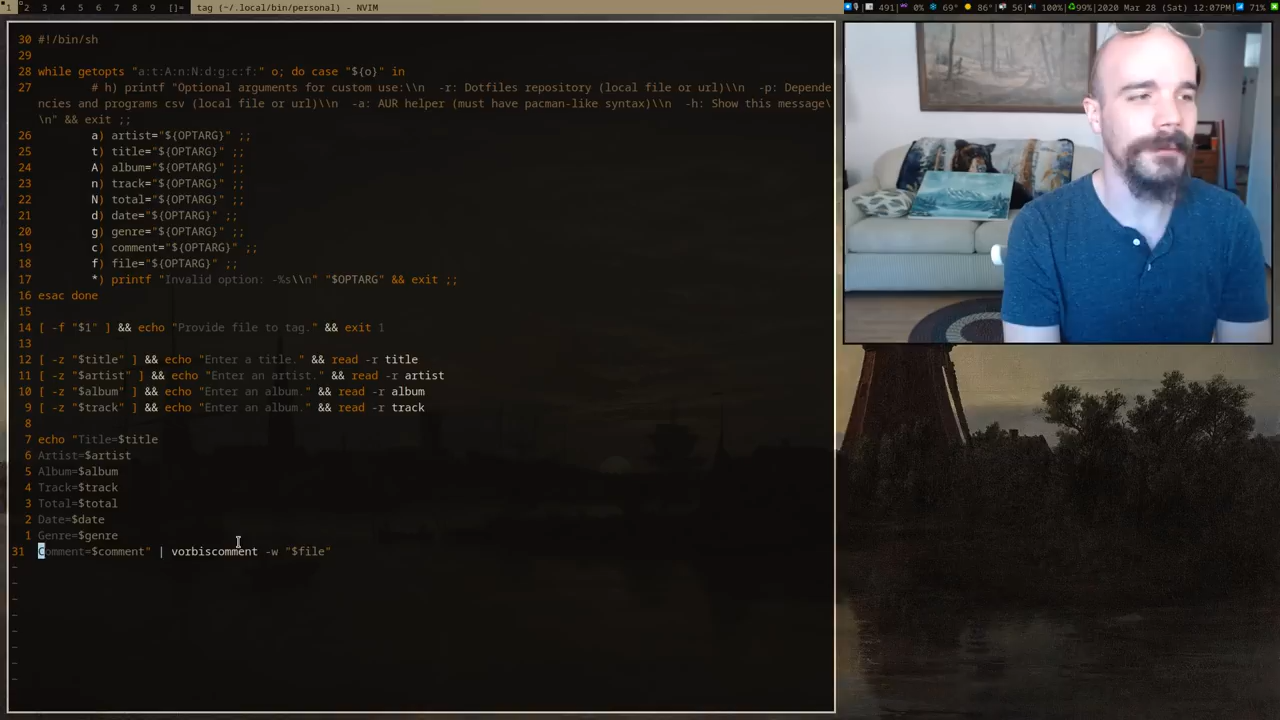 1 2 3 4 5 6 7 8 9 []= tag (~/.local/bin/personal) - NVIM
491 0% 69° 86° 56 100% 99% 2020 Mar 28 (Sat) 12:07PM 71%
30 #!/bin/sh
29
28 while getopts "a:t:A:n:N:d:g:c:f:" o; do case "${o}" in
27 # h) printf "Optional arguments for custom use:\\n  -r: Dotfiles repository (local file or url)\\n  -p: Depende
ncies and programs csv (local file or url)\\n  -a: AUR helper (must have pacman-like syntax)\\n  -h: Show this message\
\n" && exit ;;
26 a) artist="${OPTARG}" ;;
25 t) title="${OPTARG}" ;;
24 A) album="${OPTARG}" ;;
23 n) track="${OPTARG}" ;;
22 N) total="${OPTARG}" ;;
21 d) date="${OPTARG}" ;;
20 g) genre="${OPTARG}" ;;
19 c) comment="${OPTARG}" ;;
18 f) file="${OPTARG}" ;;
17 *) printf "Invalid option: -%s\\n" "$OPTARG" && exit ;;
16 esac done
15
14 [ -f "$1" ] && echo "Provide file to tag." && exit 1
13
12 [ -z "$title" ] && echo "Enter a title." && read -r title
11 [ -z "$artist" ] && echo "Enter an artist." && read -r artist
10 [ -z "$album" ] && echo "Enter an album." && read -r album
9 [ -z "$track" ] && echo "Enter an album." && read -r track
8
7 echo "Title=$title
6 Artist=$artist
5 Album=$album
4 Track=$track
3 Total=$total
2 Date=$date
1 Genre=$genre
31 Comment=$comment" | vorbiscomment -w "$file"
~
~
~
~
~
~
~
~